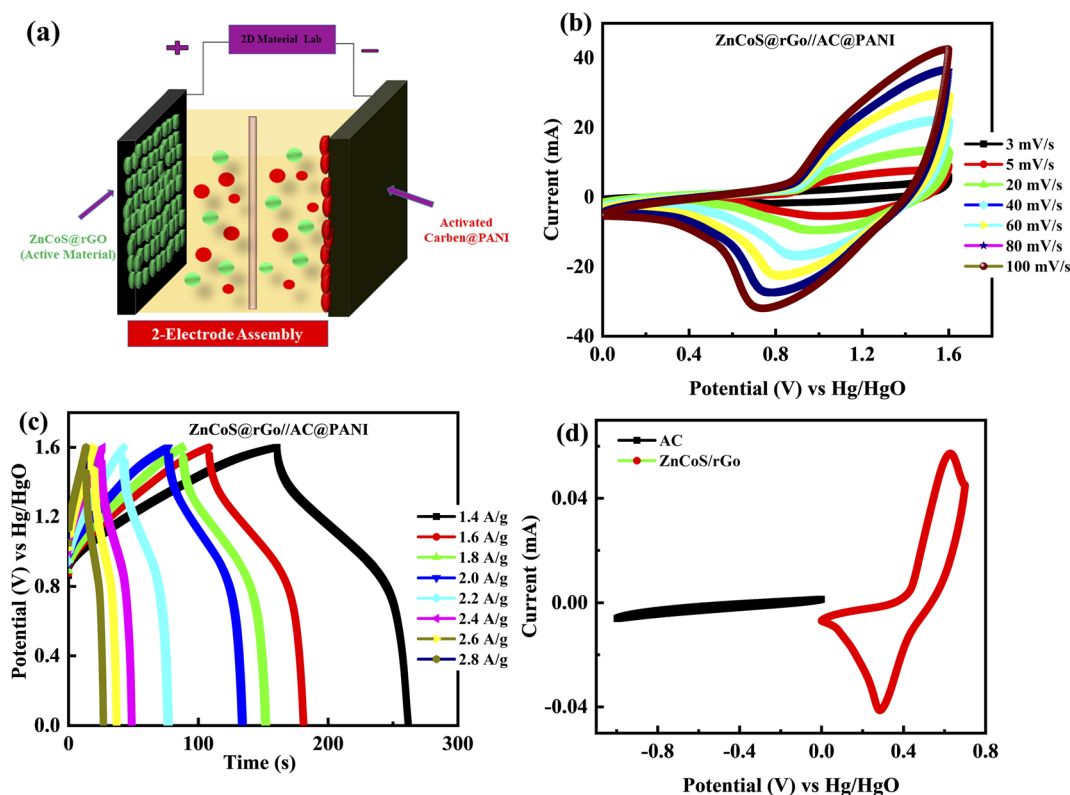 (a)
2D Material Lab
+
−
ZnCoS@rGO
(Active Material)
Activated
Carben@PANI
2-Electrode Assembly
(b)
ZnCoS@rGo//AC@PANI
Current (mA)
40
20
0
-20
-40
0.0 0.4 0.8 1.2 1.6
Potential (V) vs Hg/HgO
3 mV/s
5 mV/s
20 mV/s
40 mV/s
60 mV/s
80 mV/s
100 mV/s
(c)
ZnCoS@rGo//AC@PANI
Potential (V) vs Hg/HgO
1.6
1.2
0.8
0.4
0.0
0 100 200 300
Time (s)
1.4 A/g
1.6 A/g
1.8 A/g
2.0 A/g
2.2 A/g
2.4 A/g
2.6 A/g
2.8 A/g
(d)
AC
ZnCoS/rGo
Current (mA)
0.04
0.00
-0.04
-0.8 -0.4 0.0 0.4 0.8
Potential (V) vs Hg/HgO